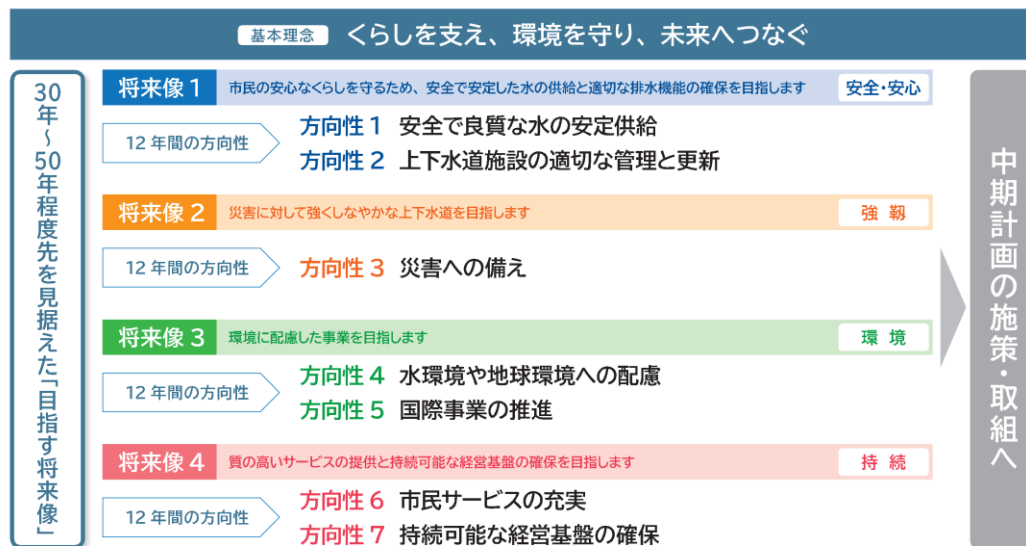 基本理念 くらしを支え、環境を守り、未来へつなぐ
30年～50年程度先を見据えた「目指す将来像」
将来像1 市民の安心なくらしを守るため、安全で安定した水の供給と適切な排水機能の確保を目指します 安全・安心
12年間の方向性
方向性1 安全で良質な水の安定供給
方向性2 上下水道施設の適切な管理と更新
将来像2 災害に対して強くしなやかな上下水道を目指します 強靱
12年間の方向性
方向性3 災害への備え
将来像3 環境に配慮した事業を目指します 環境
12年間の方向性
方向性4 水環境や地球環境への配慮
方向性5 国際事業の推進
将来像4 質の高いサービスの提供と持続可能な経営基盤の確保を目指します 持続
12年間の方向性
方向性6 市民サービスの充実
方向性7 持続可能な経営基盤の確保
中期計画の施策・取組へ